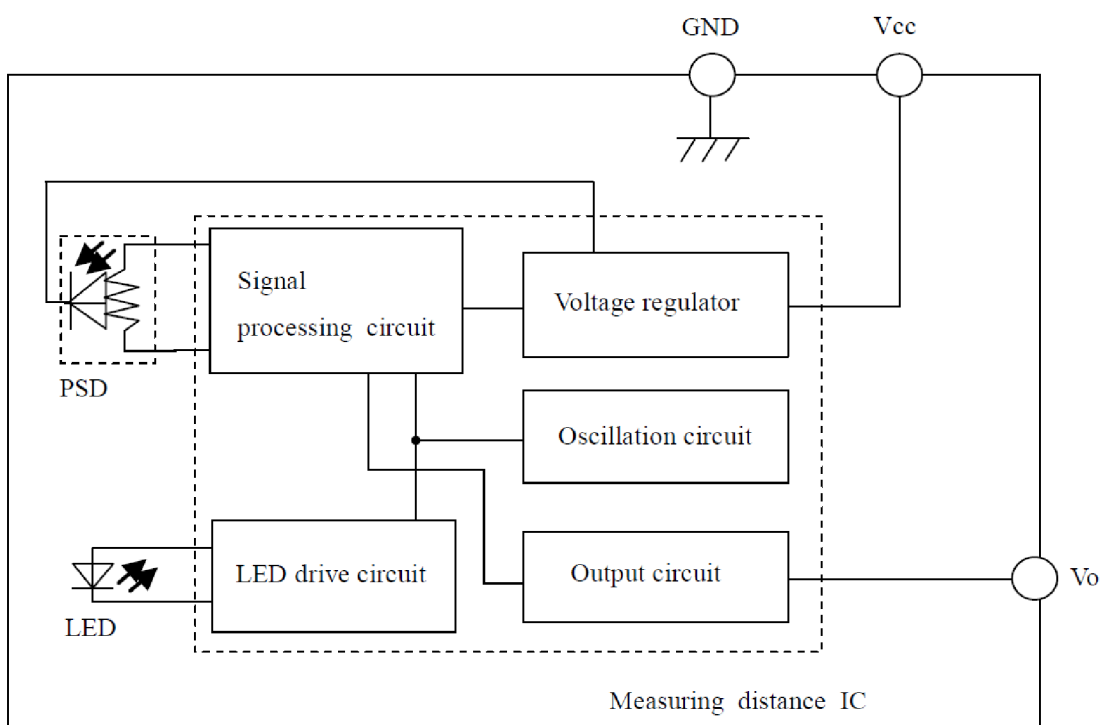 GND
Vcc
Signal
processing circuit
Voltage regulator
PSD
Oscillation circuit
LED drive circuit
Output circuit
Vo
LED
Measuring distance IC